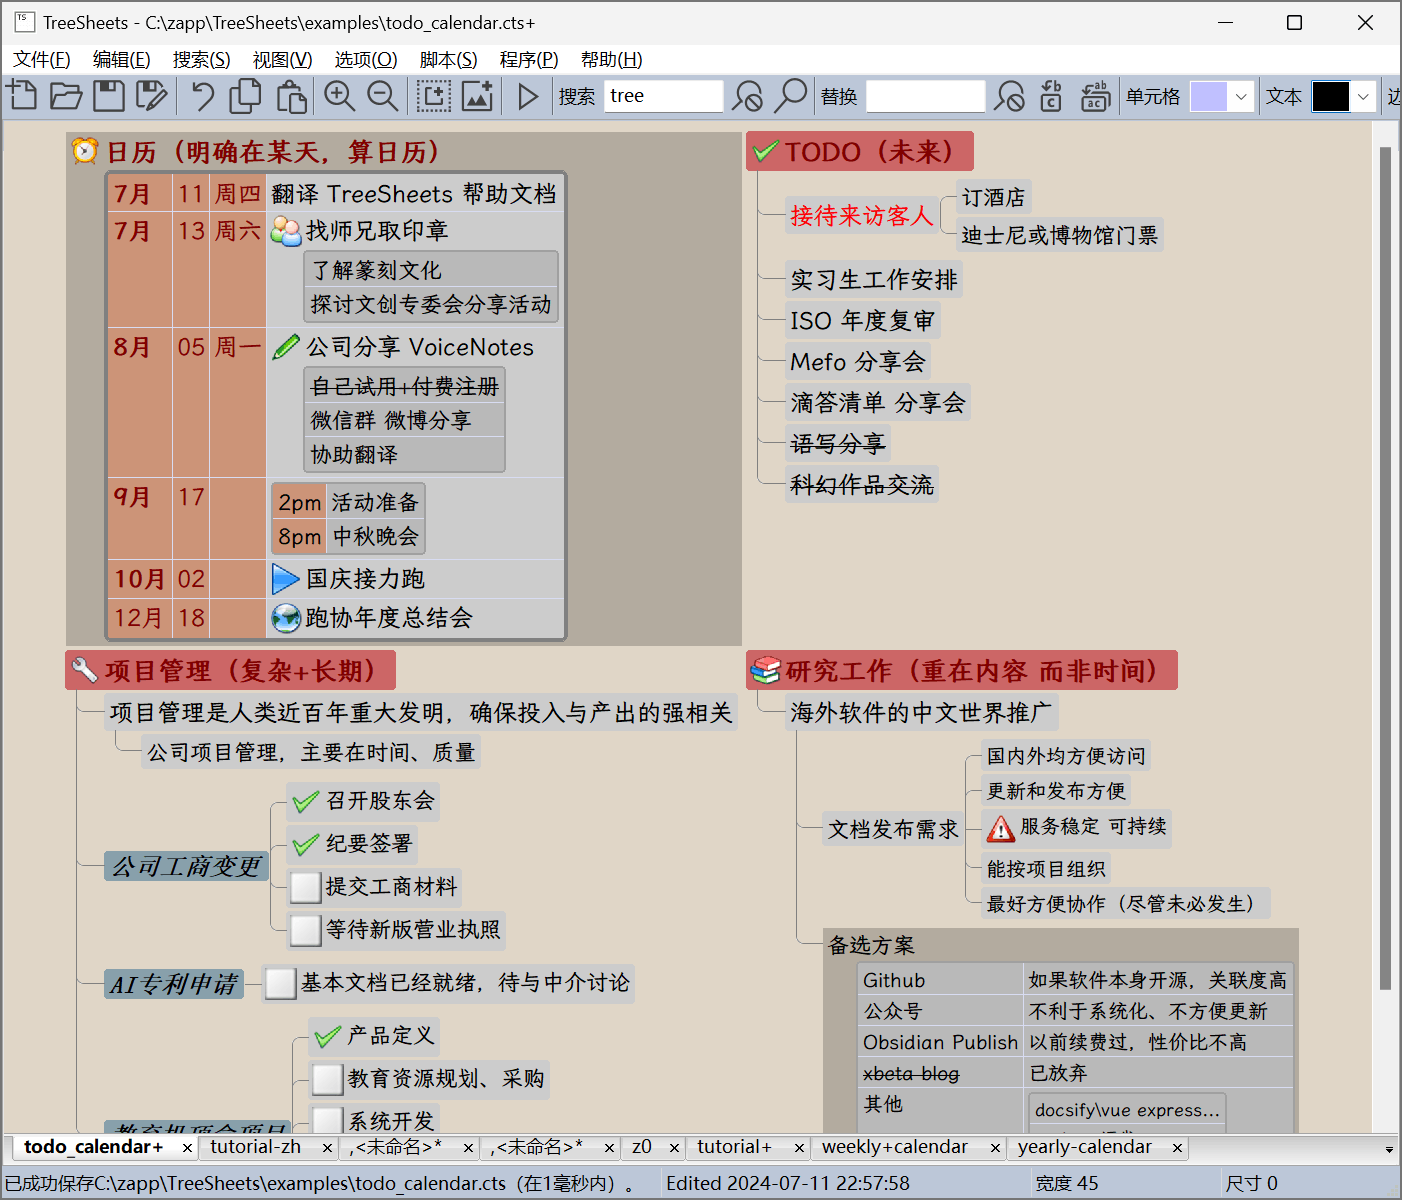 TreeSheets - C:\zapp\TreeSheets\examples\todo_calendar.cts+
文件(F) 编辑(E) 搜索(S) 视图(V) 选项(O) 脚本(S) 程序(P) 帮助(H)
搜索 tree 替换 单元格 文本
日历（明确在某天，算日历）
7月 11 周四 翻译 TreeSheets 帮助文档
7月 13 周六 找师兄取印章
了解篆刻文化
探讨文创专委会分享活动
8月 05 周一 公司分享 VoiceNotes
自己试用+付费注册
微信群 微博分享
协助翻译
9月 17 2pm 活动准备
8pm 中秋晚会
10月 02 国庆接力跑
12月 18 跑协年度总结会
TODO（未来）
接待来访客人
订酒店
迪士尼或博物馆门票
实习生工作安排
ISO 年度复审
Mefo 分享会
滴答清单 分享会
语写分享
科幻作品交流
项目管理（复杂+长期）
项目管理是人类近百年重大发明，确保投入与产出的强相关
公司项目管理，主要在时间、质量
公司工商变更
召开股东会
纪要签署
提交工商材料
等待新版营业执照
AI专利申请
基本文档已经就绪，待与中介讨论
产品定义
教育资源规划、采购
系统开发
研究工作（重在内容 而非时间）
海外软件的中文世界推广
文档发布需求
国内外均方便访问
更新和发布方便
服务稳定 可持续
能按项目组织
最好方便协作（尽管未必发生）
备选方案
Github 如果软件本身开源，关联度高
公众号 不利于系统化、不方便更新
Obsidian Publish 以前续费过，性价比不高
xbeta blog 已放弃
其他 docsify\vue express...
todo_calendar+ × tutorial-zh × ,<未命名>* × ,<未命名>* × z0 × tutorial+ × weekly+calendar × yearly-calendar ×
已成功保存C:\zapp\TreeSheets\examples\todo_calendar.cts（在1毫秒内）。 Edited 2024-07-11 22:57:58 宽度 45 尺寸 0